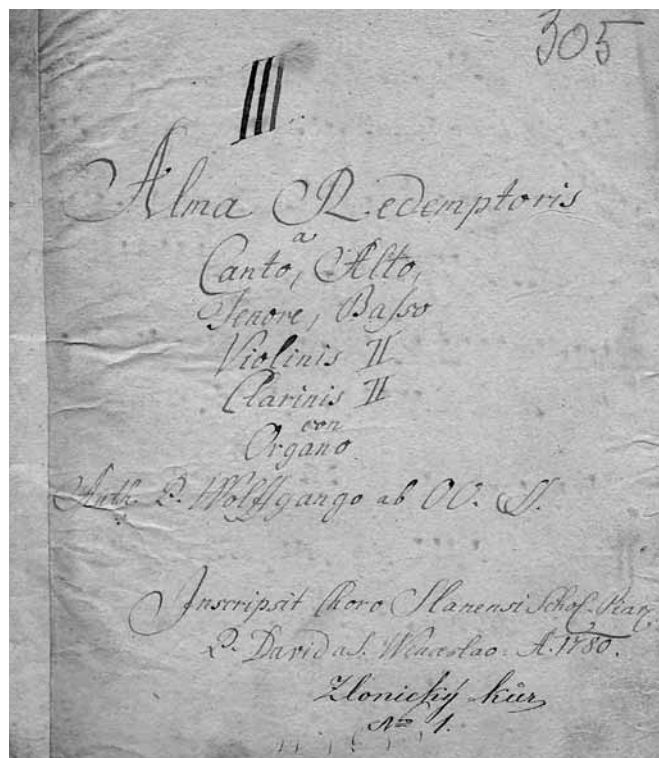 305
III
Alma Redemptoris
a
Canto, Alto,
Tenore, Basso
Violinis II
Clarinis II
con
Organo
Auth. P. Wolffgango ab OO. SS.
Inscripsit Choro Slanensi Schol. Piar.
P. David a S. Wenceslao. A. 1780.
Zlonický kůr
No 1.